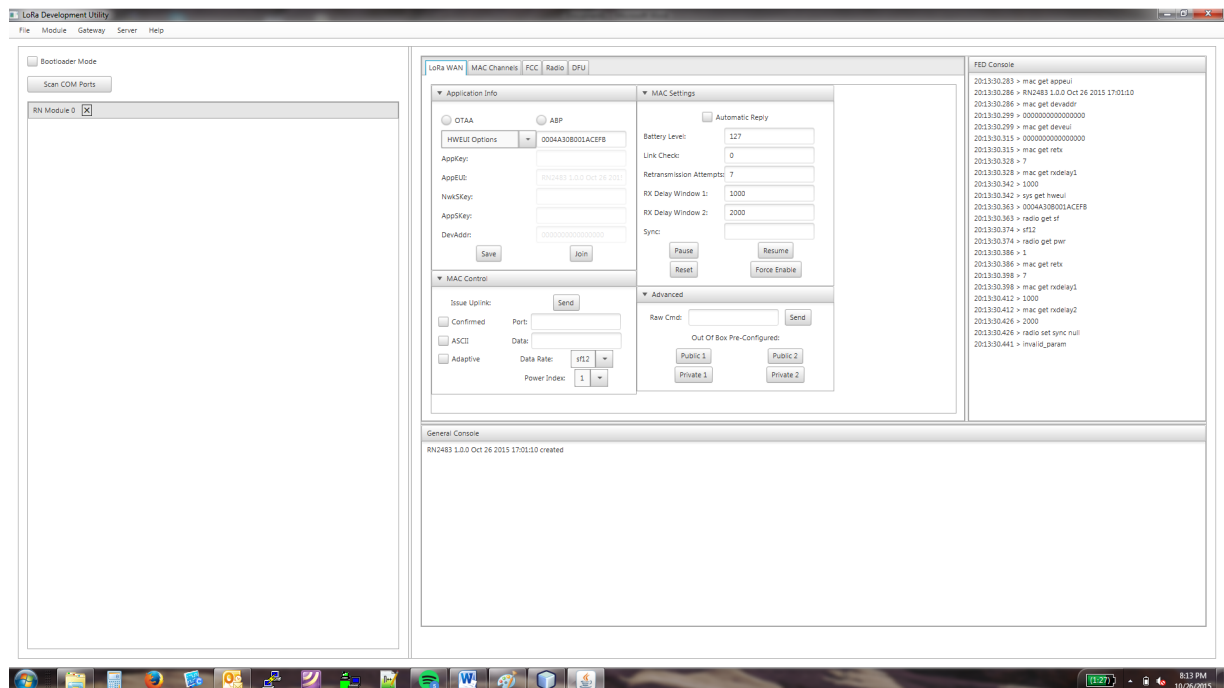 LoRa Development Utility
File Module Gateway Server Help
Bootloader Mode
Scan COM Ports
RN Module 0
LoRa WAN MAC Channels FCC Radio DFU
Application Info
OTAA ABP
HWEUI Options 0004A30B001ACEFB
AppKey:
AppEUI: RN2483 1.0.0 Oct 26 201
NwkSKey:
AppSKey:
DevAddr: 0000000000000000
Save Join
MAC Control
Issue Uplink: Send
Confirmed Port:
ASCII Data:
Adaptive Data Rate: sf12
Power Index: 1
MAC Settings
Automatic Reply
Battery Level: 127
Link Check: 0
Retransmission Attempts: 7
RX Delay Window 1: 1000
RX Delay Window 2: 2000
Sync:
Pause Resume
Reset Force Enable
Advanced
Raw Cmd: Send
Out Of Box Pre-Configured:
Public 1 Public 2
Private 1 Private 2
FED Console
20:13:30.283 > mac get appeui
20:13:30.286 > RN2483 1.0.0 Oct 26 2015 17:01:10
20:13:30.286 > mac get devaddr
20:13:30.299 > 0000000000000000
20:13:30.299 > mac get deveui
20:13:30.315 > 0000000000000000
20:13:30.315 > mac get retx
20:13:30.328 > 7
20:13:30.328 > mac get rxdelay1
20:13:30.342 > 1000
20:13:30.342 > sys get hweui
20:13:30.363 > 0004A30B001ACEFB
20:13:30.363 > radio get sf
20:13:30.374 > sf12
20:13:30.374 > radio get pwr
20:13:30.386 > 1
20:13:30.386 > mac get retx
20:13:30.398 > 7
20:13:30.398 > mac get rxdelay1
20:13:30.412 > 1000
20:13:30.412 > mac get rxdelay2
20:13:30.426 > 2000
20:13:30.426 > radio set sync null
20:13:30.441 > invalid_param
General Console
RN2483 1.0.0 Oct 26 2015 17:01:10 created
(1:27)
8:13 PM
10/26/2015